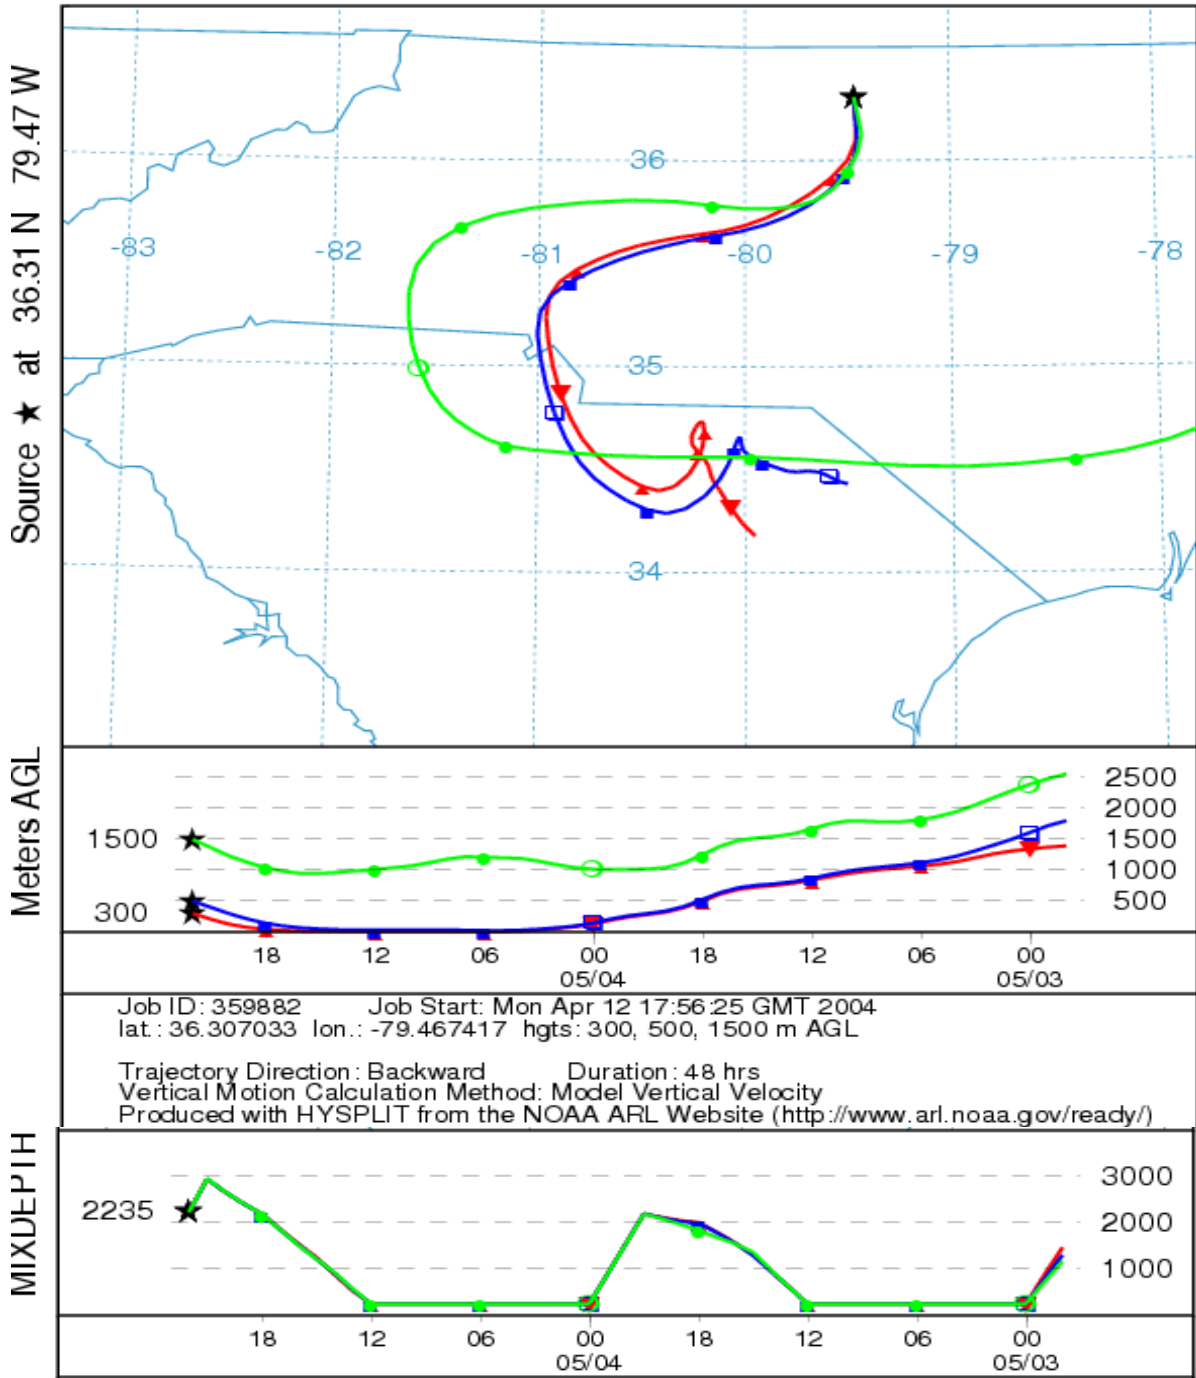 Source ★ at 36.31 N 79.47 W
36
-83 -82 -81 -80 -79 -78
35
34
Meters AGL
2500
2000
1500 1500
1000
300 500
18 12 06 00 18 12 06 00
05/04 05/03
Job ID: 359882 Job Start: Mon Apr 12 17:56:25 GMT 2004
lat.: 36.307033 lon.: -79.467417 hgts: 300, 500, 1500 m AGL
Trajectory Direction: Backward Duration: 48 hrs
Vertical Motion Calculation Method: Model Vertical Velocity
Produced with HYSPLIT from the NOAA ARL Website (http://www.arl.noaa.gov/ready/)
MIXDEPTH
3000
2235 2000
1000
18 12 06 00 18 12 06 00
05/04 05/03